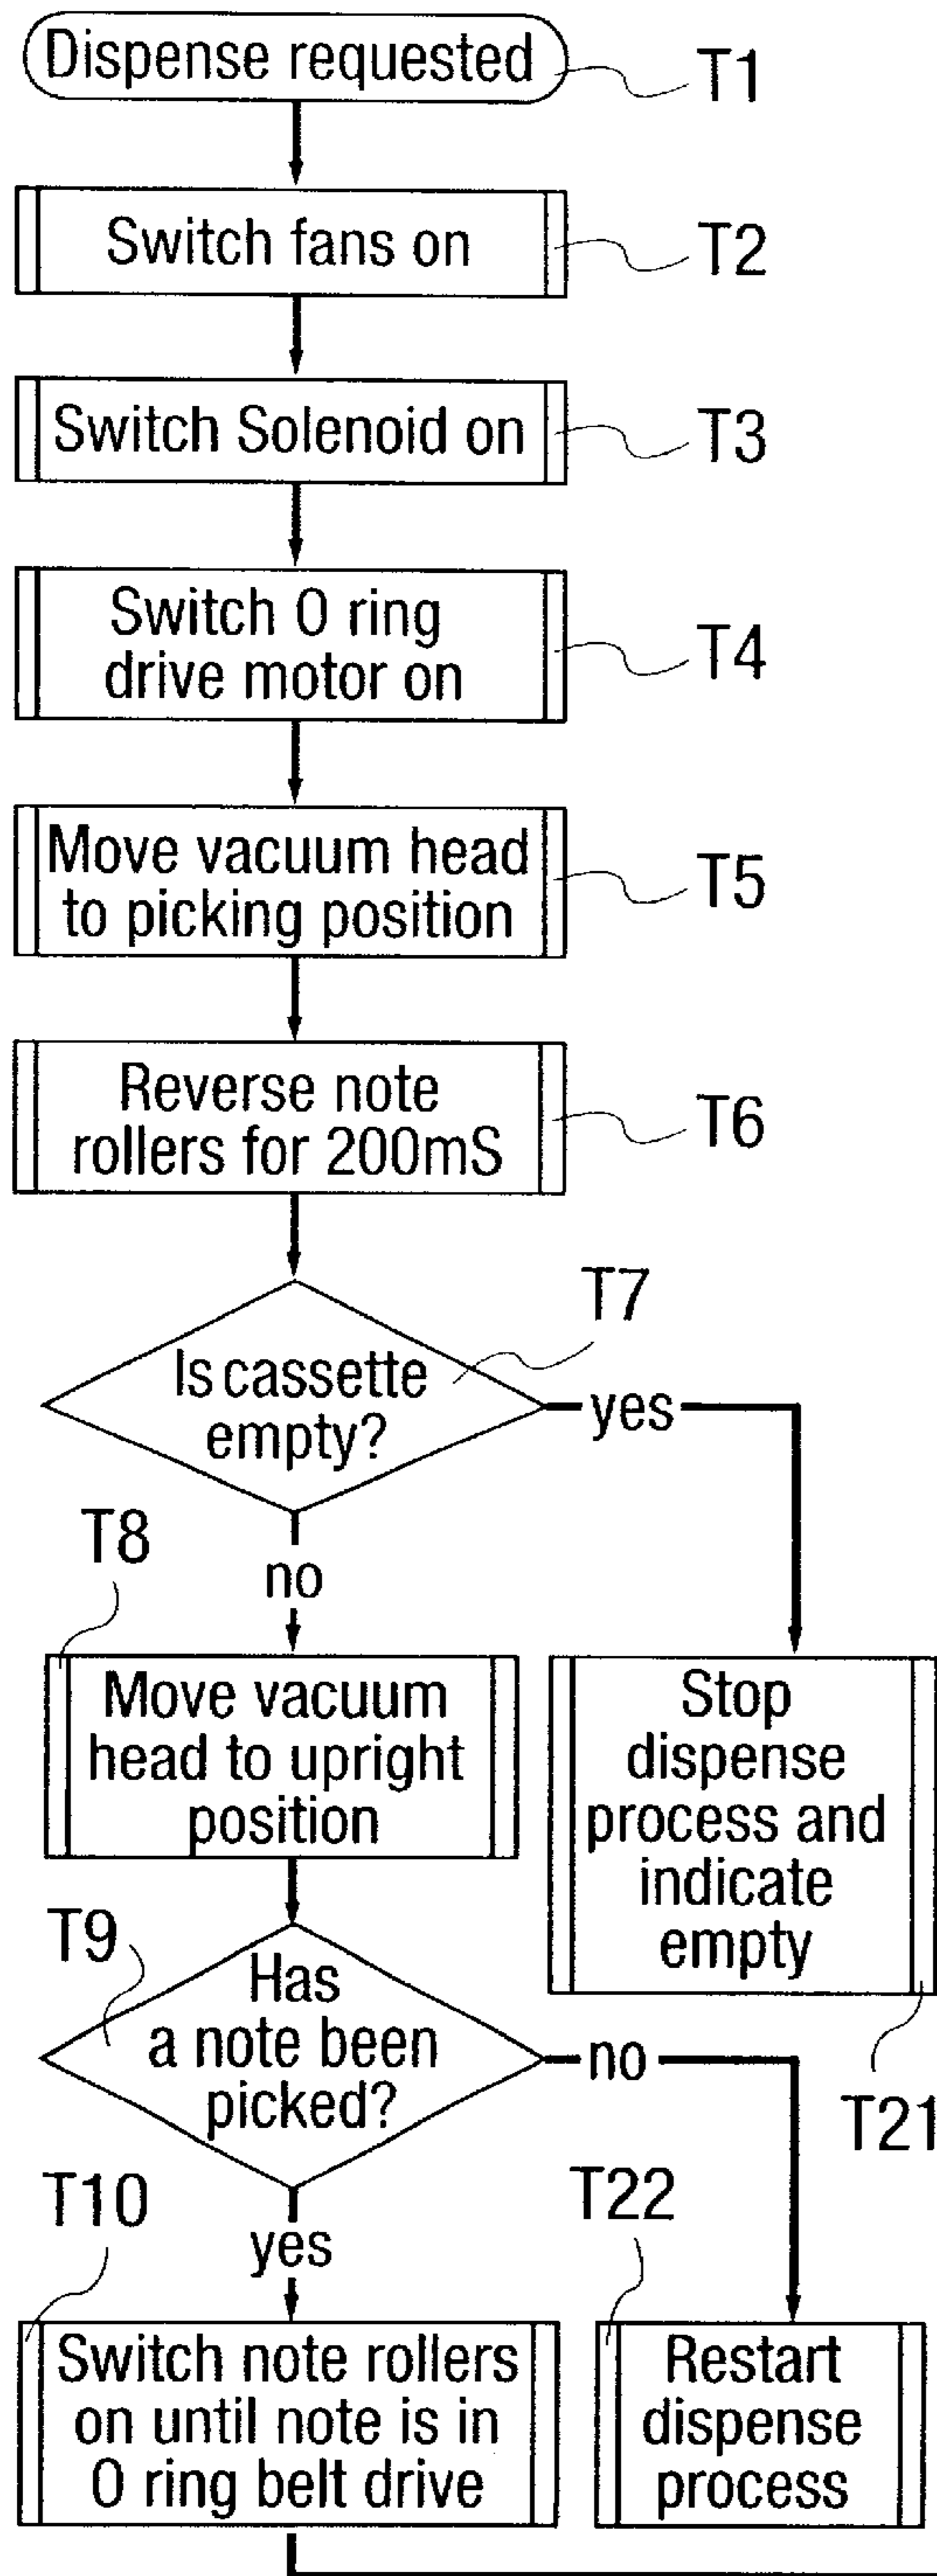 Dispense requested
T1
Switch fans on
T2
Switch Solenoid on
T3
Switch O ring
drive motor on
T4
Move vacuum head
to picking position
T5
Reverse note
rollers for 200mS
T6
T7
Is cassette
empty?
yes
T8
no
Move vacuum
head to upright
position
Stop
dispense
process and
indicate
empty
T9
Has
a note been
picked?
no
T21
T10
T22
yes
Switch note rollers
on until note is in
O ring belt drive
Restart
dispense
process